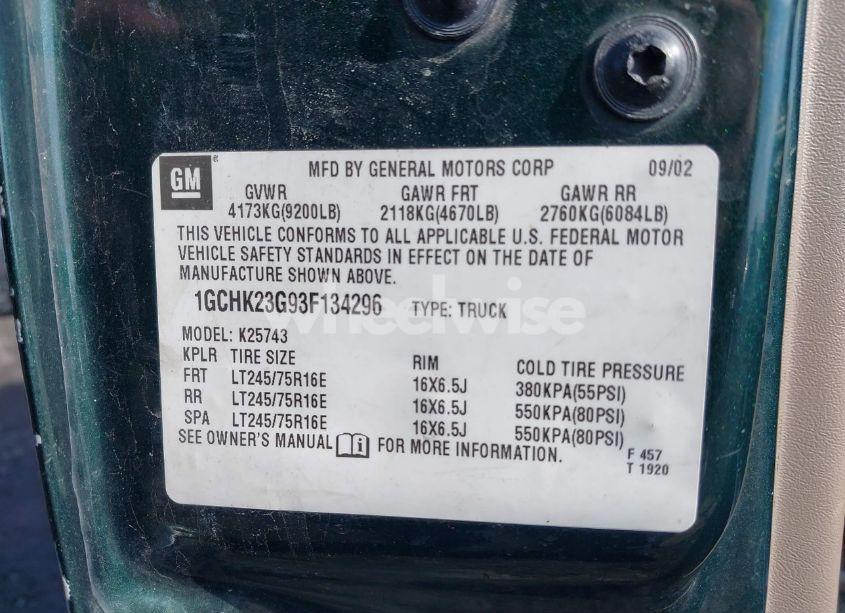 GM
MFD BY GENERAL MOTORS CORP 09/02
GVWR GAWR FRT GAWR RR
4173KG(9200LB) 2118KG(4670LB) 2760KG(6084LB)
THIS VEHICLE CONFORMS TO ALL APPLICABLE U.S. FEDERAL MOTOR
VEHICLE SAFETY STANDARDS IN EFFECT ON THE DATE OF
MANUFACTURE SHOWN ABOVE.
1GCHK23G93F134296 TYPE: TRUCK
wheelwise
MODEL: K25743
KPLR TIRE SIZE RIM COLD TIRE PRESSURE
FRT LT245/75R16E 16X6.5J 380KPA(55PSI)
RR LT245/75R16E 16X6.5J 550KPA(80PSI)
SPA LT245/75R16E 16X6.5J 550KPA(80PSI)
SEE OWNER'S MANUAL FOR MORE INFORMATION.
F 457
T 1920